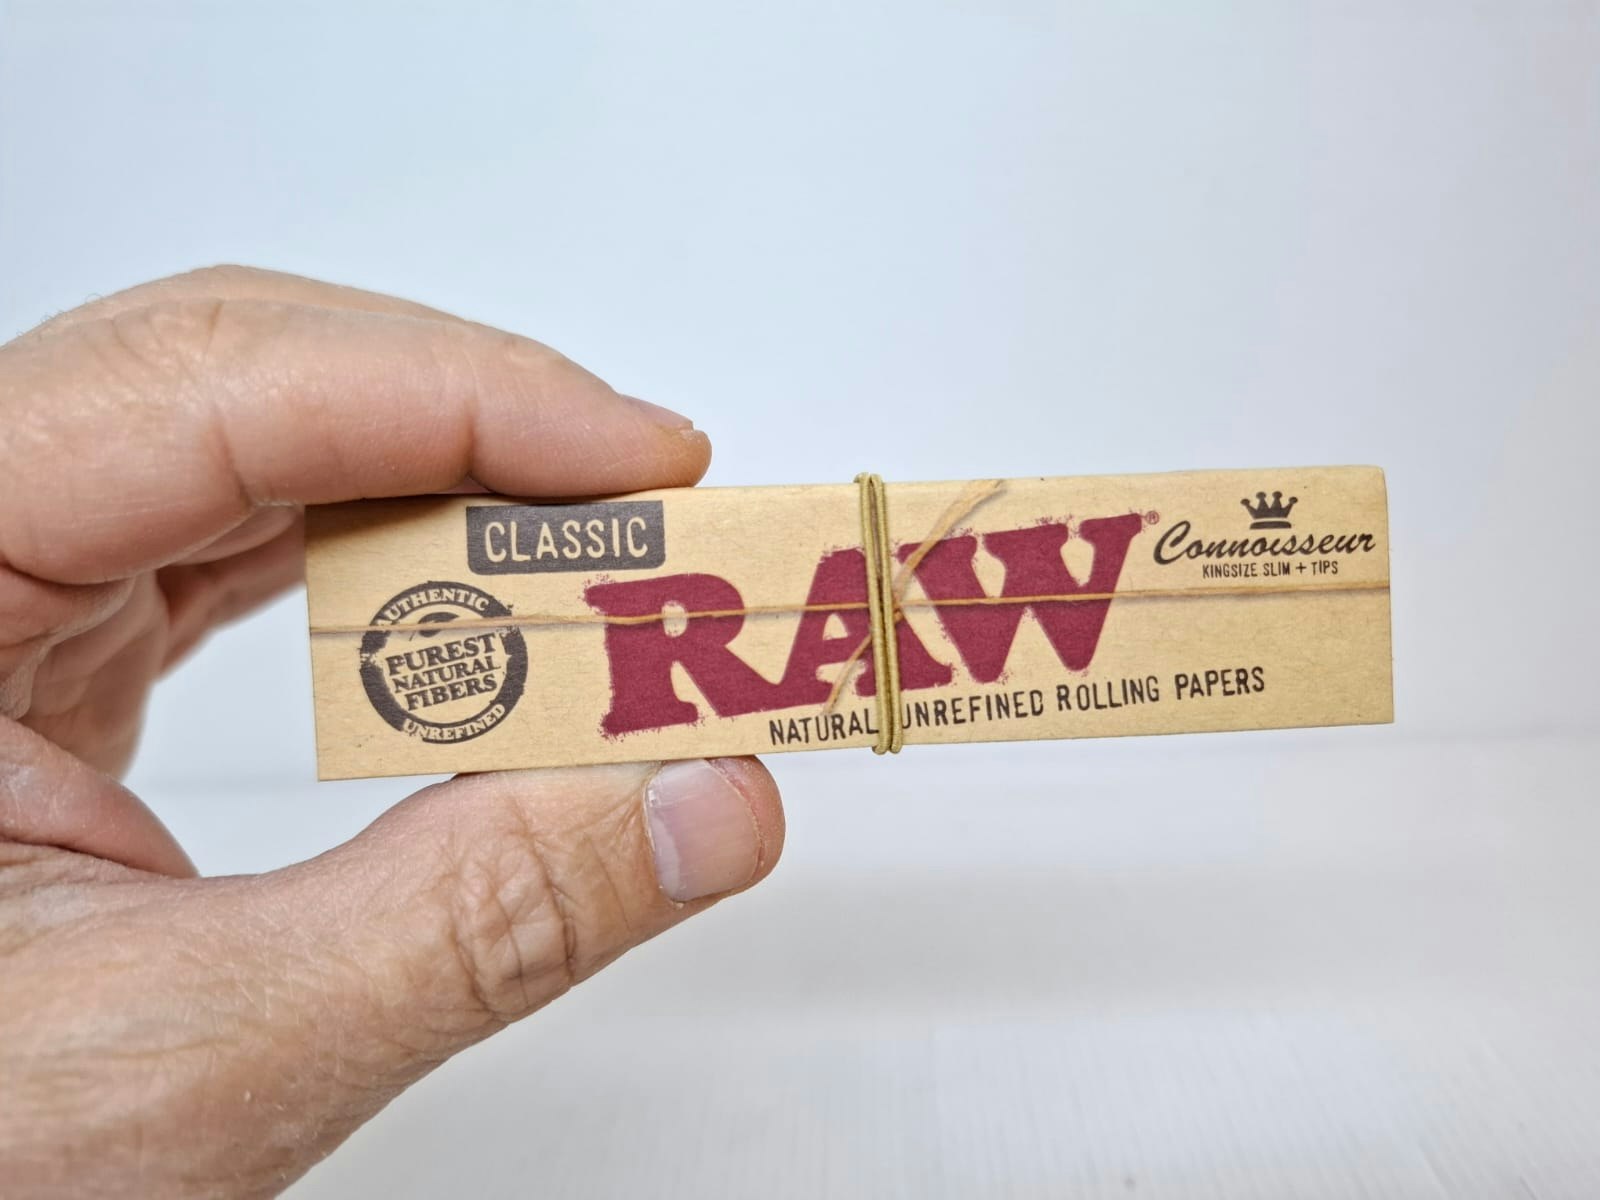 CLASSIC
AUTHENTIC
PUREST
NATURAL
FIBERS
UNREFINED
RAW®
Connoisseur
KINGSIZE SLIM + TIPS
NATURAL UNREFINED ROLLING PAPERS